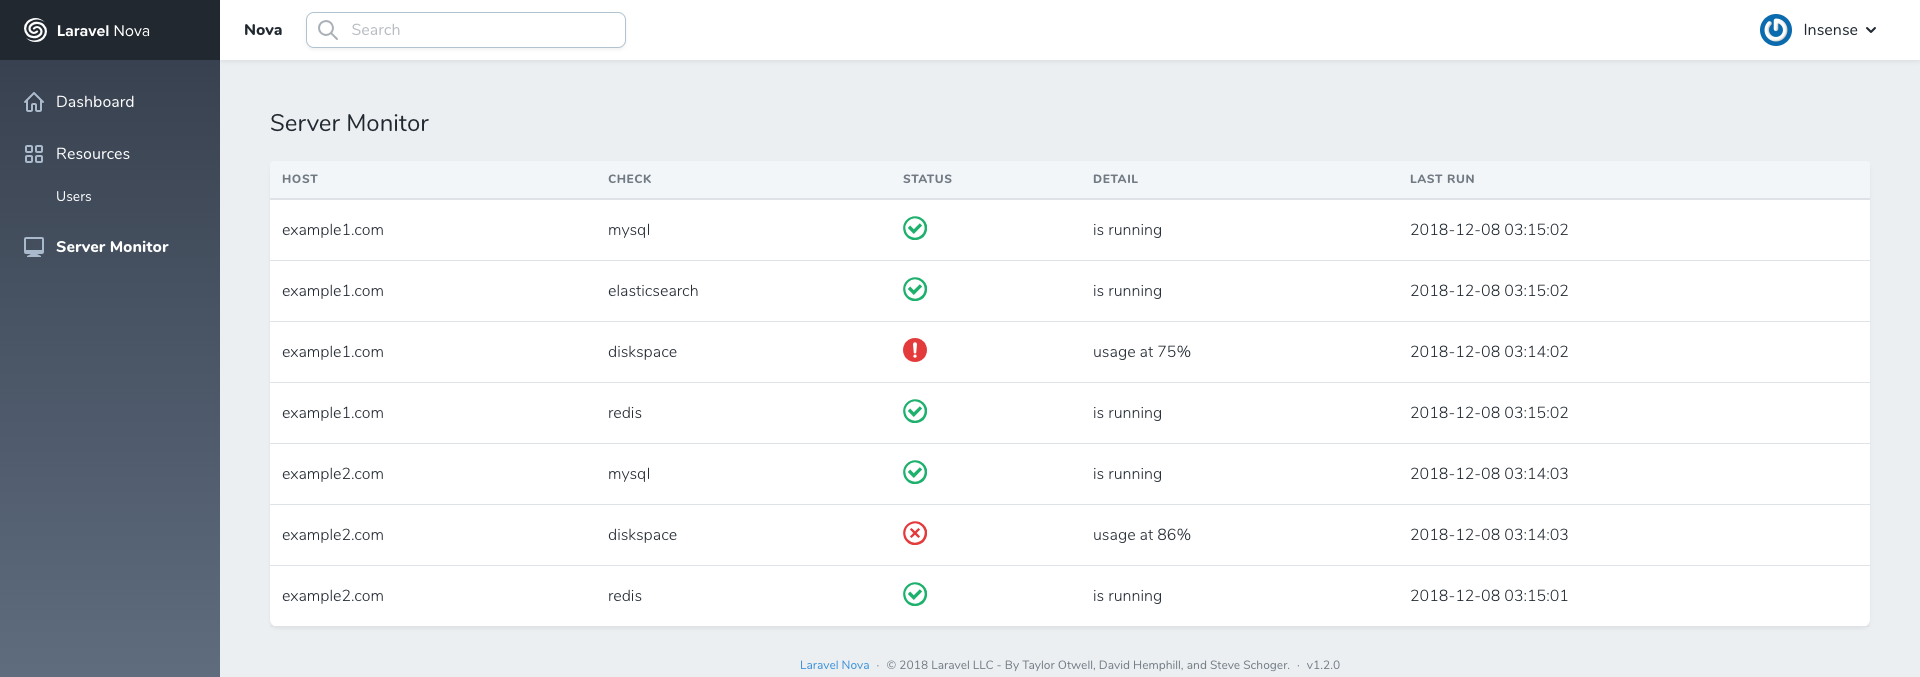 Laravel Nova
Nova
Search
Insense
Dashboard
Resources
Users
Server Monitor
Server Monitor
HOST CHECK STATUS DETAIL LAST RUN
example1.com mysql is running 2018-12-08 03:15:02
example1.com elasticsearch is running 2018-12-08 03:15:02
example1.com diskspace usage at 75% 2018-12-08 03:14:02
example1.com redis is running 2018-12-08 03:15:02
example2.com mysql is running 2018-12-08 03:14:03
example2.com diskspace usage at 86% 2018-12-08 03:14:03
example2.com redis is running 2018-12-08 03:15:01
Laravel Nova · © 2018 Laravel LLC - By Taylor Otwell, David Hemphill, and Steve Schoger. · v1.2.0